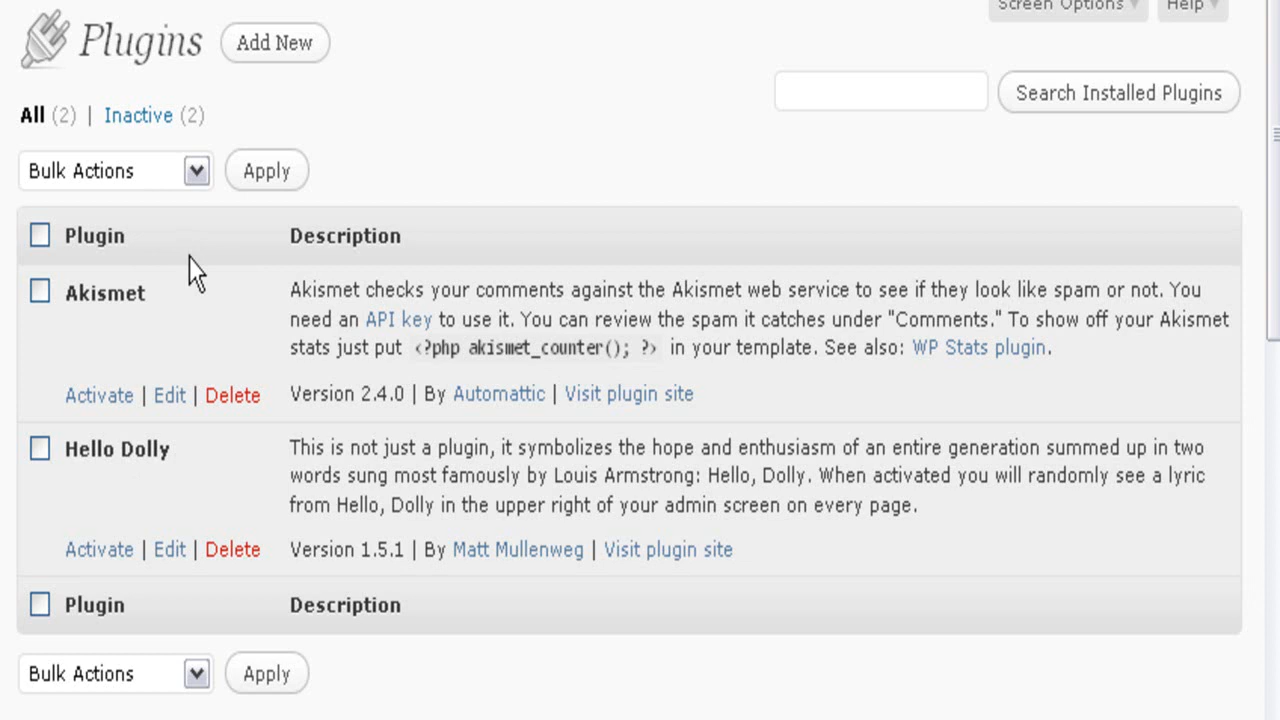 Screen Options Help
Plugins Add New
Search Installed Plugins
All (2) | Inactive (2)
Bulk Actions Apply
Plugin Description
Akismet Akismet checks your comments against the Akismet web service to see if they look like spam or not. You
need an API key to use it. You can review the spam it catches under "Comments." To show off your Akismet
stats just put <?php akismet_counter(); ?> in your template. See also: WP Stats plugin.
Activate | Edit | Delete Version 2.4.0 | By Automattic | Visit plugin site
Hello Dolly This is not just a plugin, it symbolizes the hope and enthusiasm of an entire generation summed up in two
words sung most famously by Louis Armstrong: Hello, Dolly. When activated you will randomly see a lyric
from Hello, Dolly in the upper right of your admin screen on every page.
Activate | Edit | Delete Version 1.5.1 | By Matt Mullenweg | Visit plugin site
Plugin Description
Bulk Actions Apply